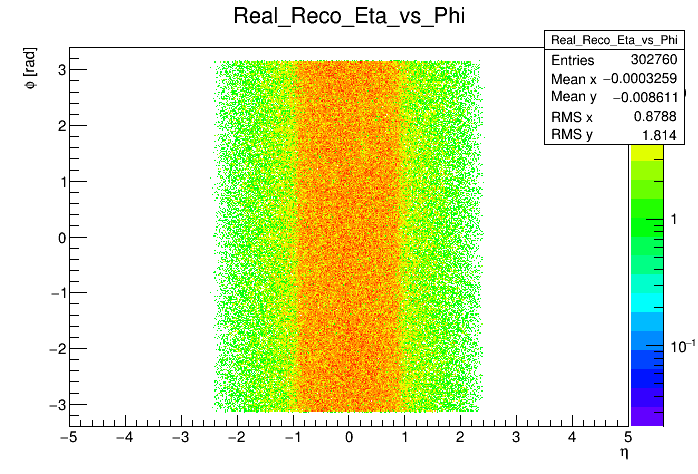 Real_Reco_Eta_vs_Phi
Real_Reco_Eta_vs_Phi
Entries 302760
Mean x −0.0003259
Mean y −0.008611
RMS x 0.8788
RMS y 1.814
ϕ [rad]
3
2
1
0
−1
−2
−3
−5 −4 −3 −2 −1 0 1 2 3 4 5
η
1
10⁻¹